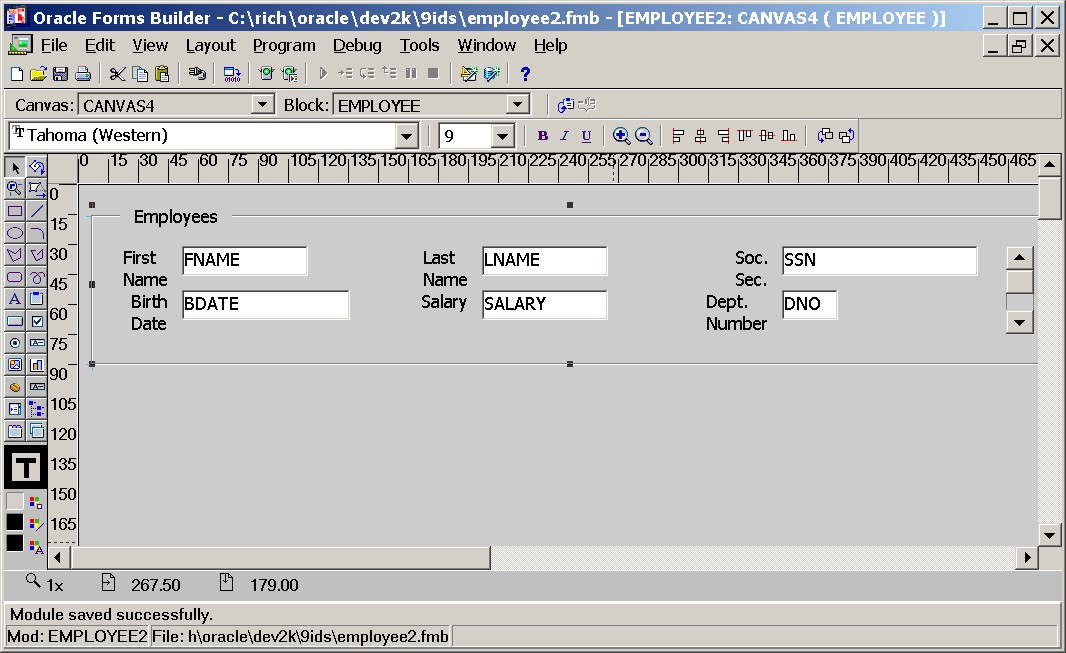 Oracle Forms Builder - C:\rich\oracle\dev2k\9ids\employee2.fmb - [EMPLOYEE2: CANVAS4 ( EMPLOYEE )]
File Edit View Layout Program Debug Tools Window Help
Canvas: CANVAS4 Block: EMPLOYEE
Tahoma (Western) 9 B I U
0 15 30 45 60 75 90 105 120 135 150 165 180 195 210 225 240 255 270 285 300 315 330 345 360 375 390 405 420 435 450 465
0
15
30
45
60
75
90
105
120
135
150
165
Employees
First Name FNAME Last Name LNAME Soc. Sec. SSN
Birth Date BDATE Salary SALARY Dept. Number DNO
1x 267.50 179.00
Module saved successfully.
Mod: EMPLOYEE2 File: h\oracle\dev2k\9ids\employee2.fmb